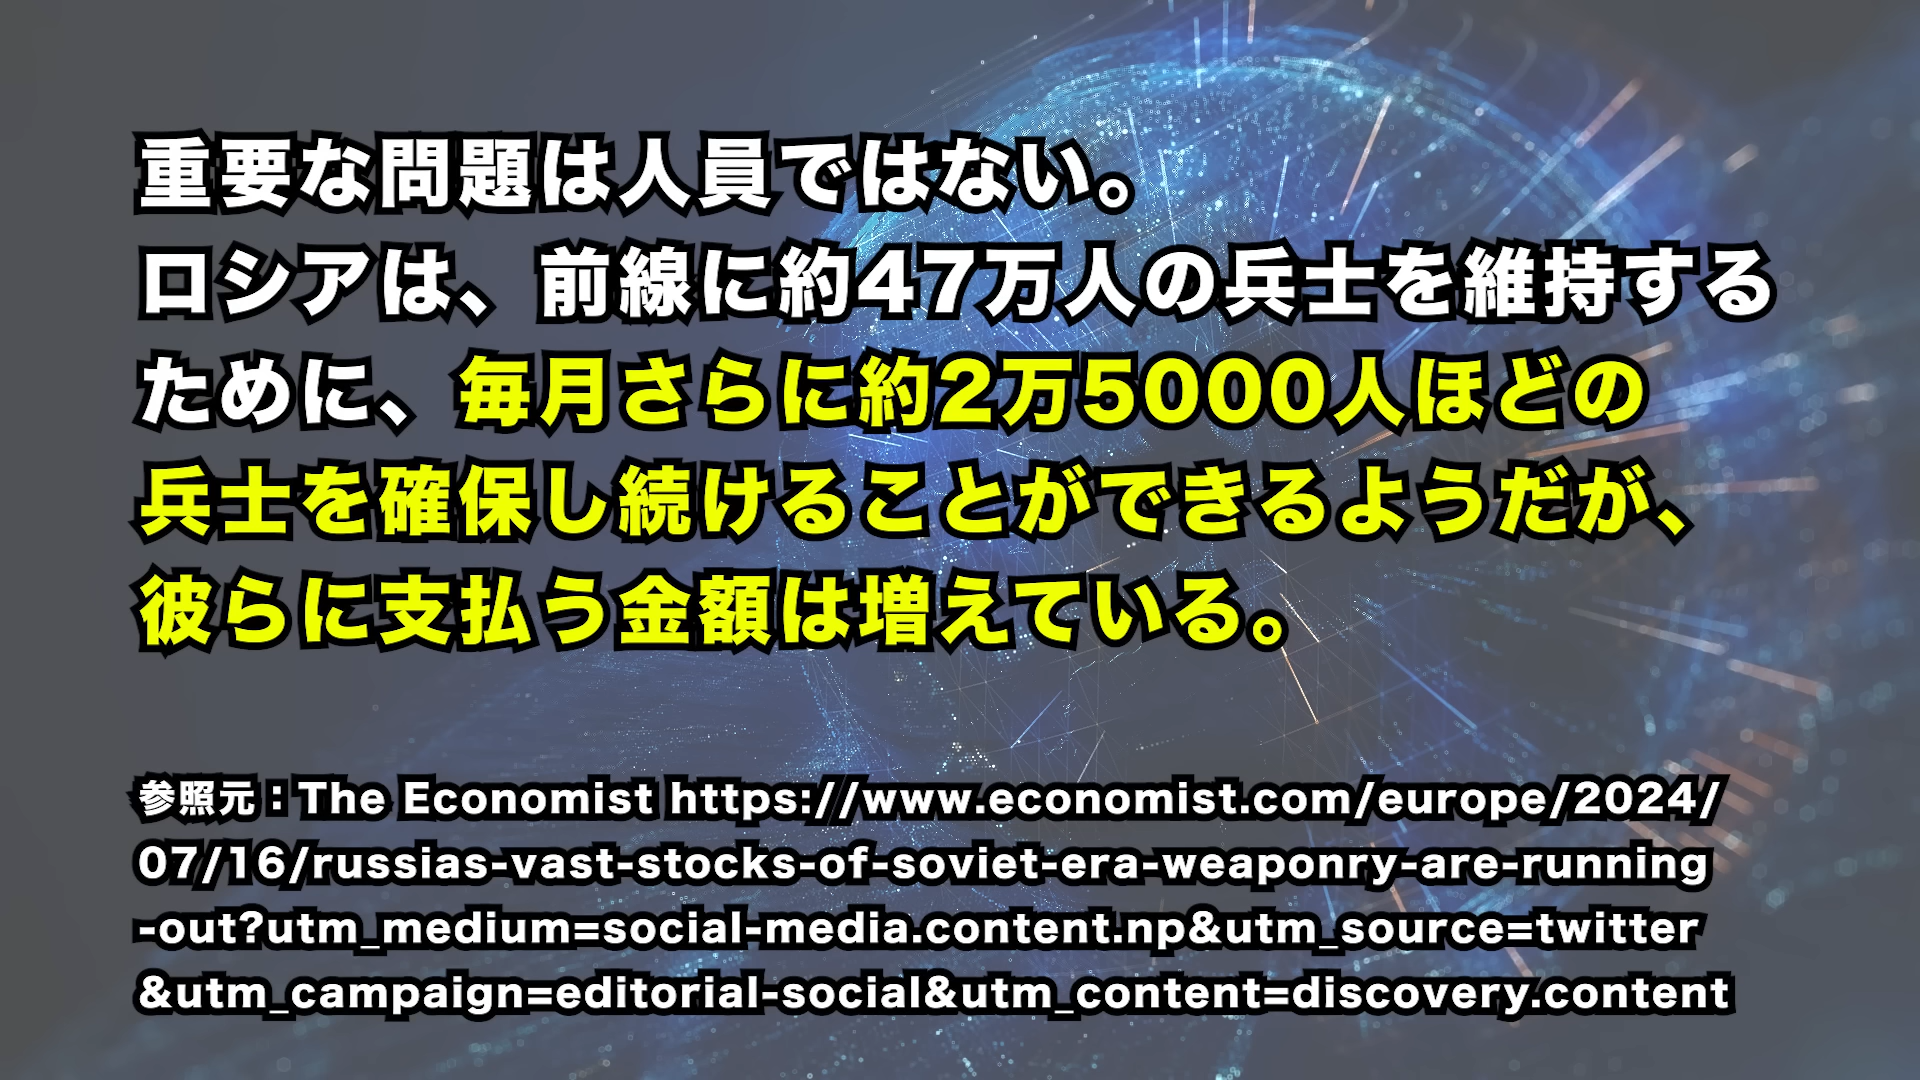 重要な問題は人員ではない。
ロシアは、前線に約47万人の兵士を維持する
ために、毎月さらに約2万5000人ほどの
兵士を確保し続けることができるようだが、
彼らに支払う金額は増えている。
参照元：The Economist https://www.economist.com/europe/2024/
07/16/russias-vast-stocks-of-soviet-era-weaponry-are-running
-out?utm_medium=social-media.content.np&utm_source=twitter
&utm_campaign=editorial-social&utm_content=discovery.content